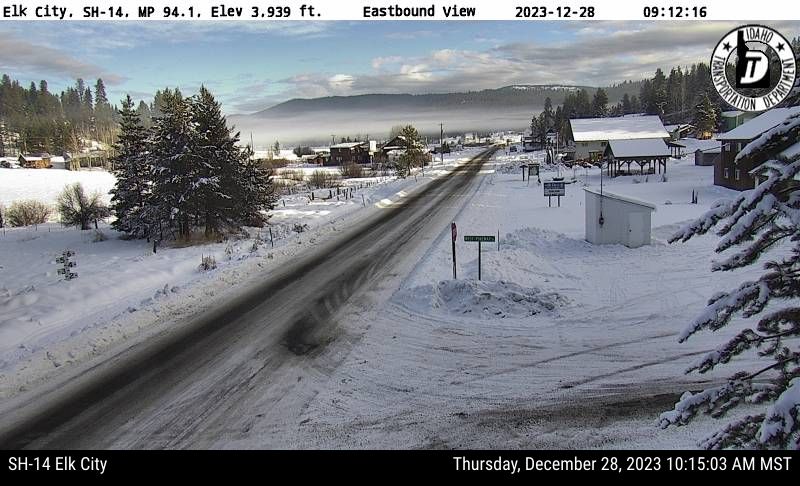 Elk City, SH-14, MP 94.1, Elev 3,939 ft. Eastbound View 2023-12-28 09:12:16
IDAHO
TRANSPORTATION DEPARTMENT
SH-14 Elk City Thursday, December 28, 2023 10:15:03 AM MST